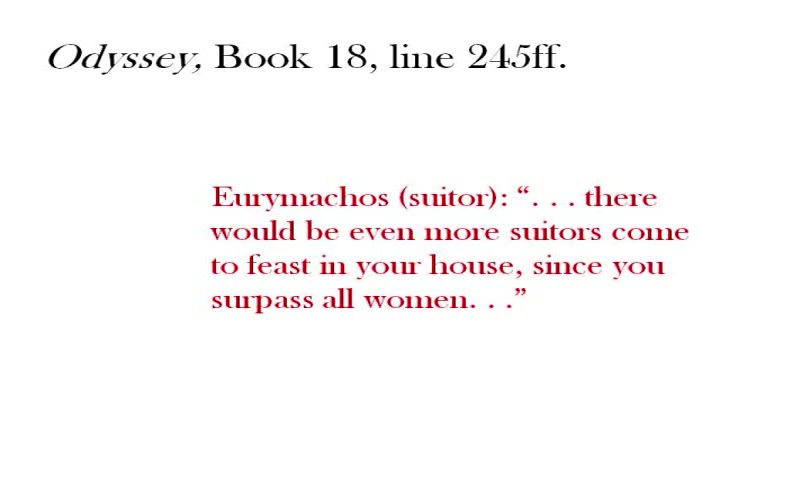 Odyssey, Book 18, line 245ff.
Eurymachos (suitor): “. . . there
would be even more suitors come
to feast in your house, since you
surpass all women. . .”